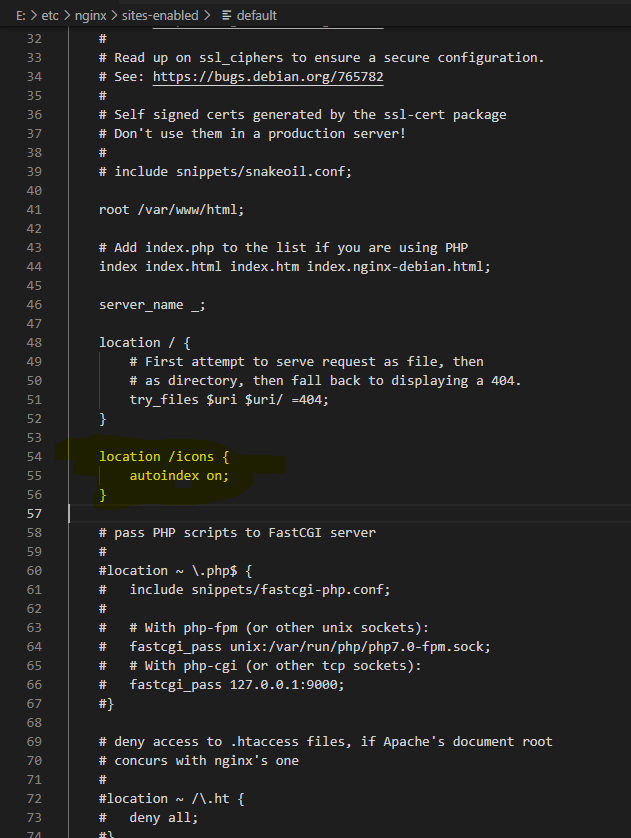 E: > etc > nginx > sites-enabled > default
32 #
33 # Read up on ssl_ciphers to ensure a secure configuration.
34 # See: https://bugs.debian.org/765782
35 #
36 # Self signed certs generated by the ssl-cert package
37 # Don't use them in a production server!
38 #
39 # include snippets/snakeoil.conf;
40
41 root /var/www/html;
42
43 # Add index.php to the list if you are using PHP
44 index index.html index.htm index.nginx-debian.html;
45
46 server_name _;
47
48 location / {
49 # First attempt to serve request as file, then
50 # as directory, then fall back to displaying a 404.
51 try_files $uri $uri/ =404;
52 }
53
54 location /icons {
55 autoindex on;
56 }
57
58 # pass PHP scripts to FastCGI server
59 #
60 #location ~ \.php$ {
61 #   include snippets/fastcgi-php.conf;
62 #
63 #   # With php-fpm (or other unix sockets):
64 #   fastcgi_pass unix:/var/run/php/php7.0-fpm.sock;
65 #   # With php-cgi (or other tcp sockets):
66 #   fastcgi_pass 127.0.0.1:9000;
67 #}
68
69 # deny access to .htaccess files, if Apache's document root
70 # concurs with nginx's one
71 #
72 #location ~ /\.ht {
73 #   deny all;
74 #}